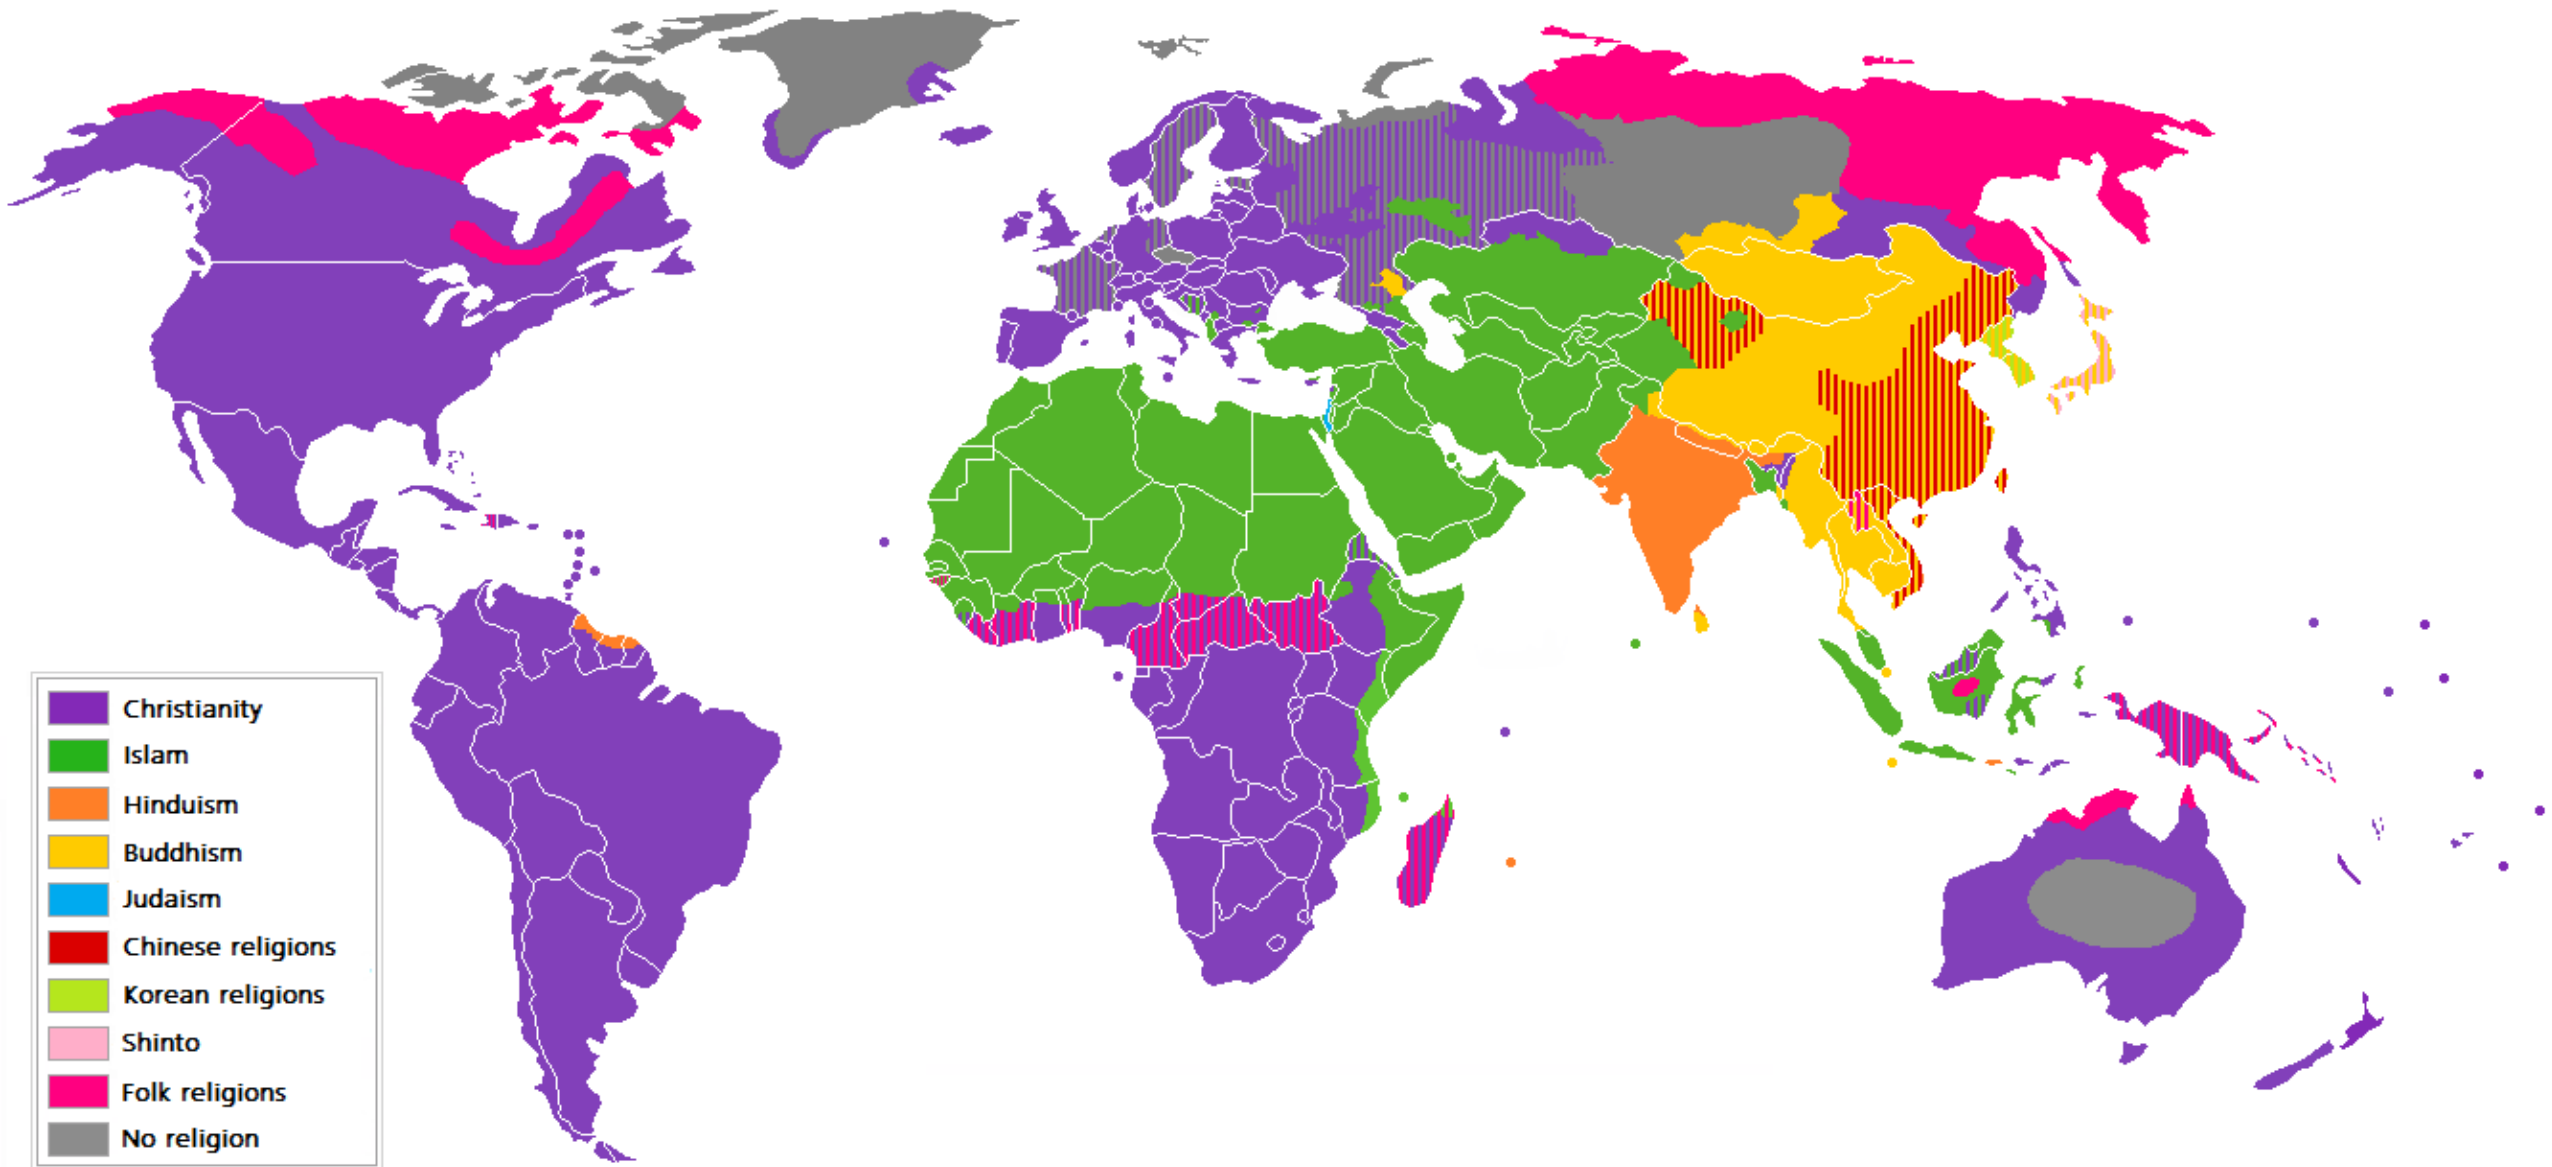 Christianity
Islam
Hinduism
Buddhism
Judaism
Chinese religions
Korean religions
Shinto
Folk religions
No religion